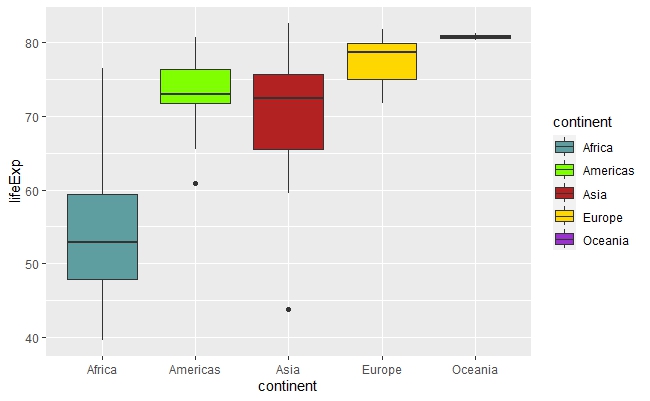 80
70
60
50
40
lifeExp
Africa Americas Asia Europe Oceania
continent
continent
Africa
Americas
Asia
Europe
Oceania